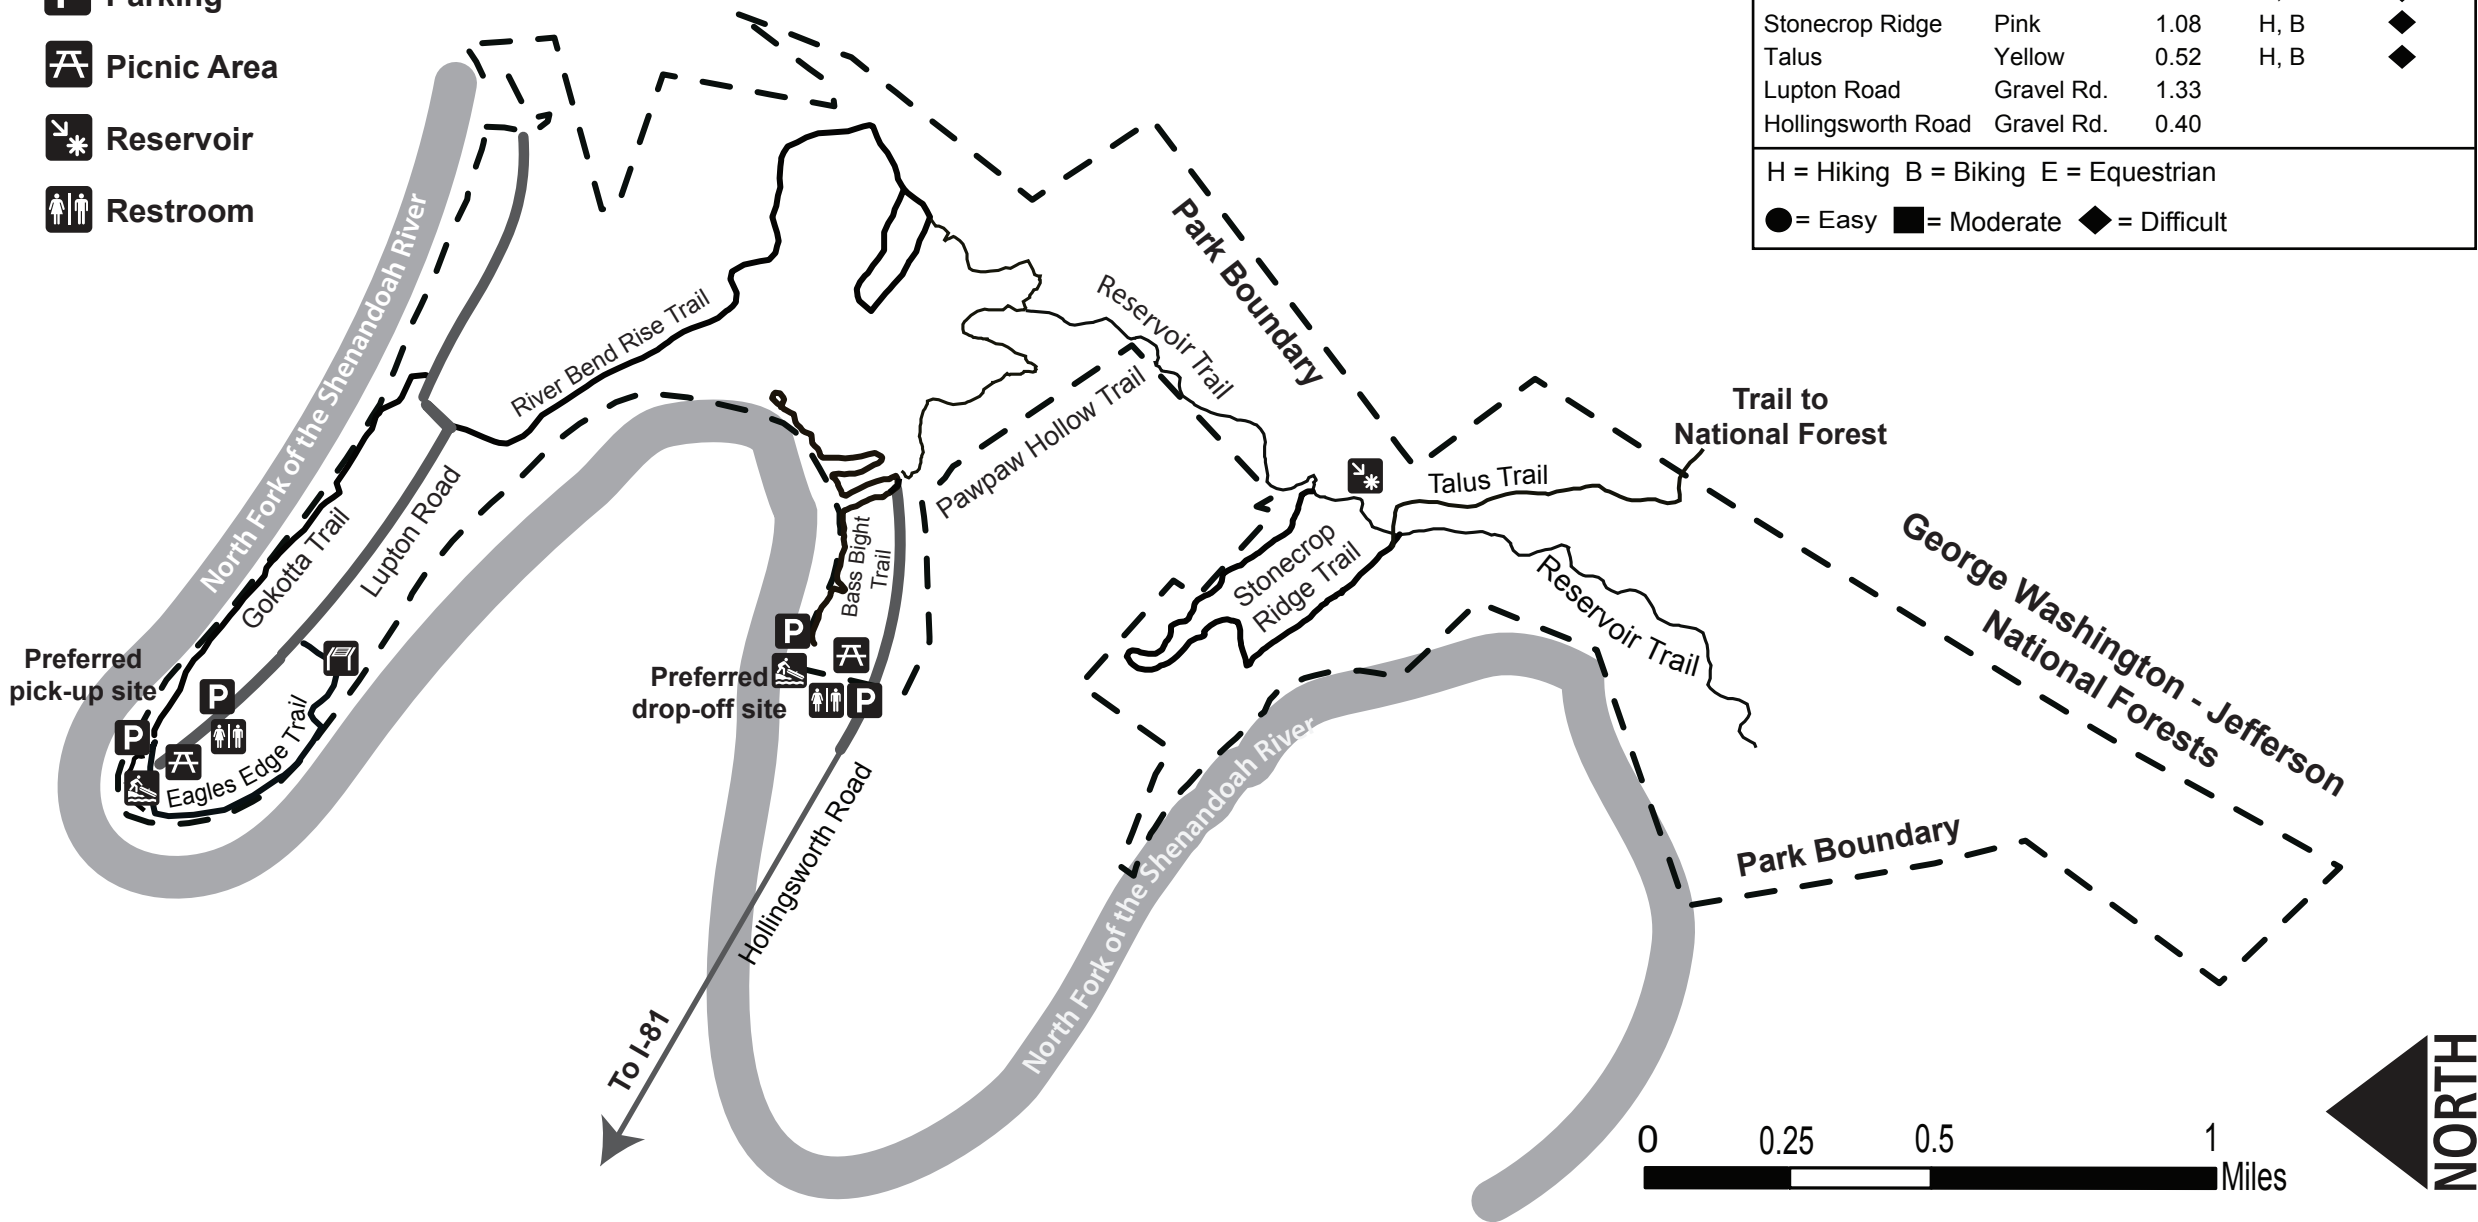 Parking
Picnic Area
Reservoir
Restroom
Stonecrop Ridge Pink 1.08 H, B
Talus Yellow 0.52 H, B
Lupton Road Gravel Rd. 1.33
Hollingsworth Road Gravel Rd. 0.40
H = Hiking B = Biking E = Equestrian
= Easy = Moderate = Difficult
North Fork of the Shenandoah River
Park Boundary
Reservoir Trail
River Bend Rise Trail
Pawpaw Hollow Trail
Trail to
National Forest
Talus Trail
Gokotta Trail
Lupton Road
Bass Bight
Trail
Stonecrop
Ridge Trail
Reservoir Trail
George Washington - Jefferson
National Forests
Preferred
pick-up site
P
P
Eagles Edge Trail
P
Preferred
drop-off site
P
Hollingsworth Road
North Fork of the Shenandoah River
Park Boundary
To I-81
0 0.25 0.5 1
Miles
NORTH